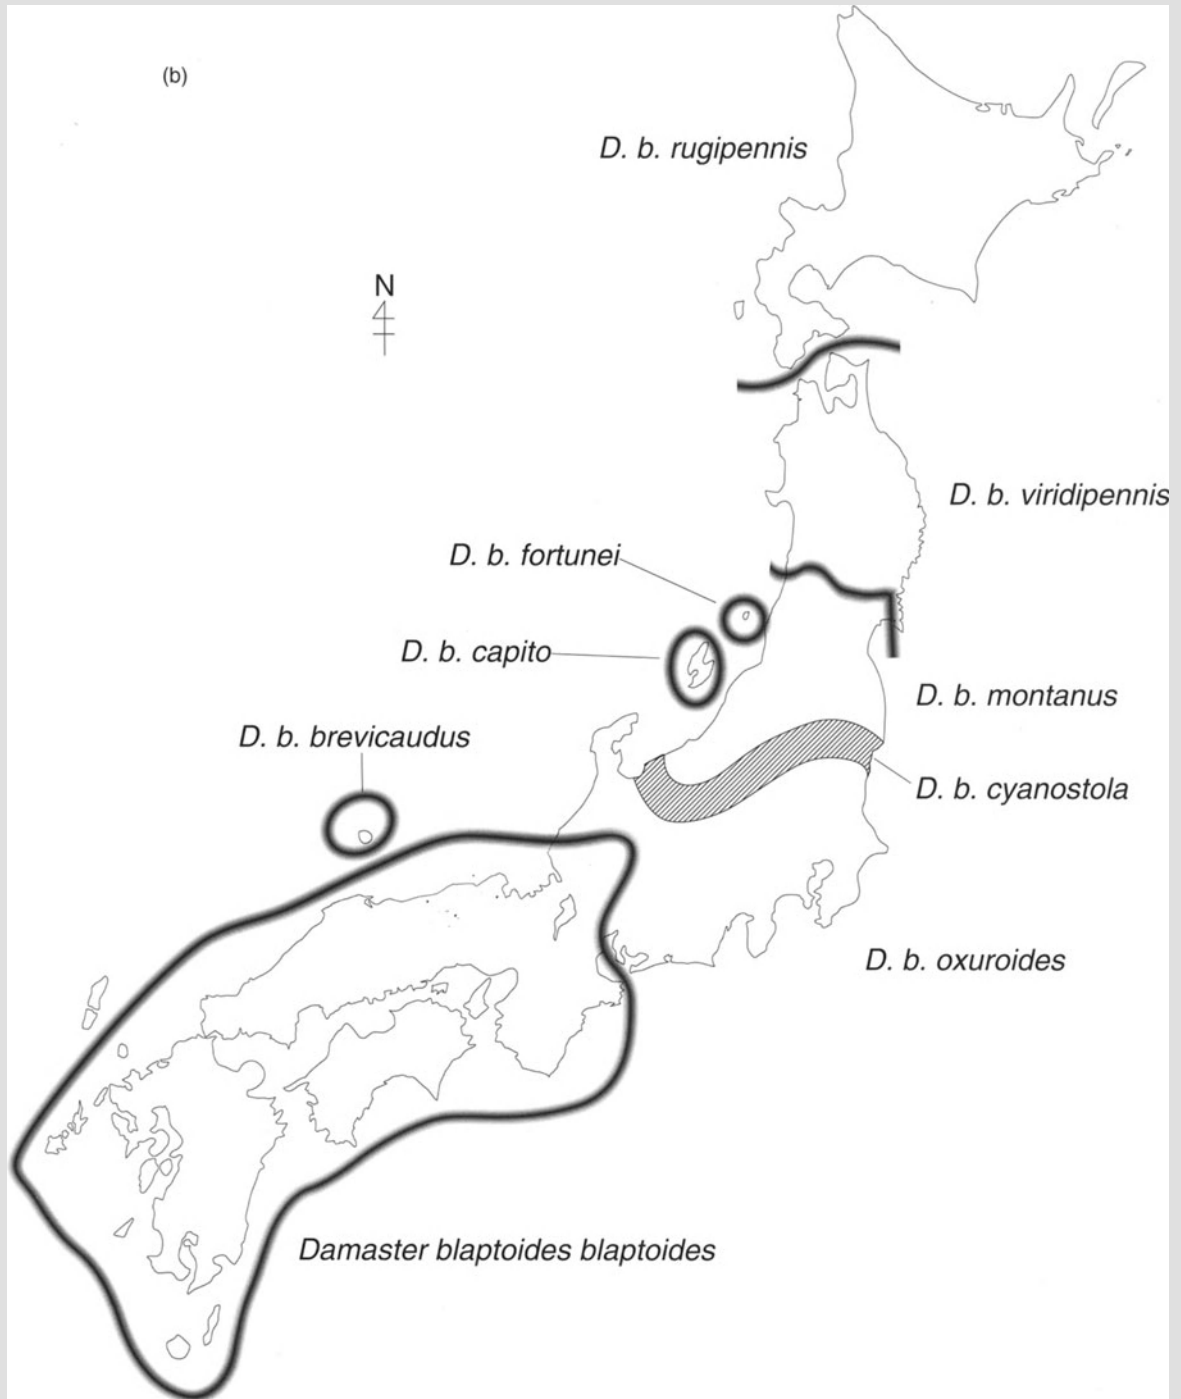 (b)
D. b. rugipennis
N
D. b. viridipennis
D. b. fortunei
D. b. capito
D. b. montanus
D. b. brevicaudus
D. b. cyanostola
D. b. oxuroides
Damaster blaptoides blaptoides